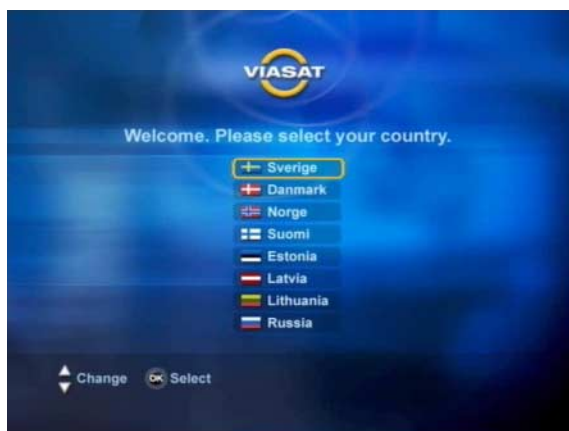 VIASAT
Welcome. Please select your country.
Sverige
Danmark
Norge
Suomi
Estonia
Latvia
Lithuania
Russia
Change OK Select